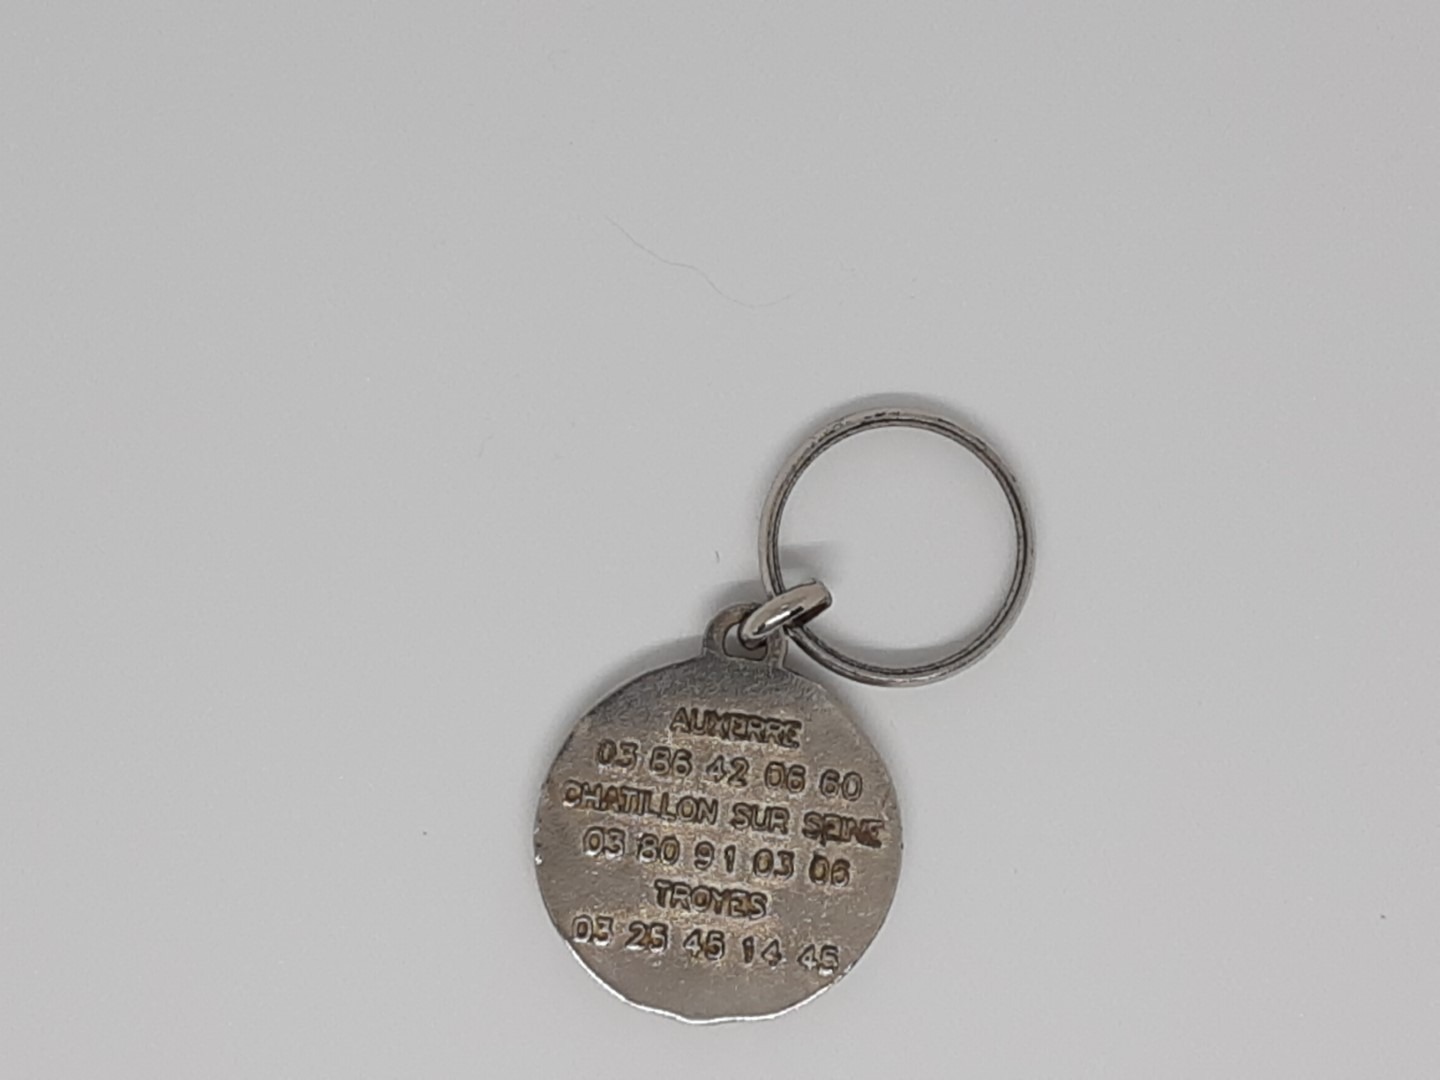 AUXERRE
03 86 42 06 60
CHATILLON SUR SEINE
03 80 91 03 06
TROYES
03 25 45 14 45